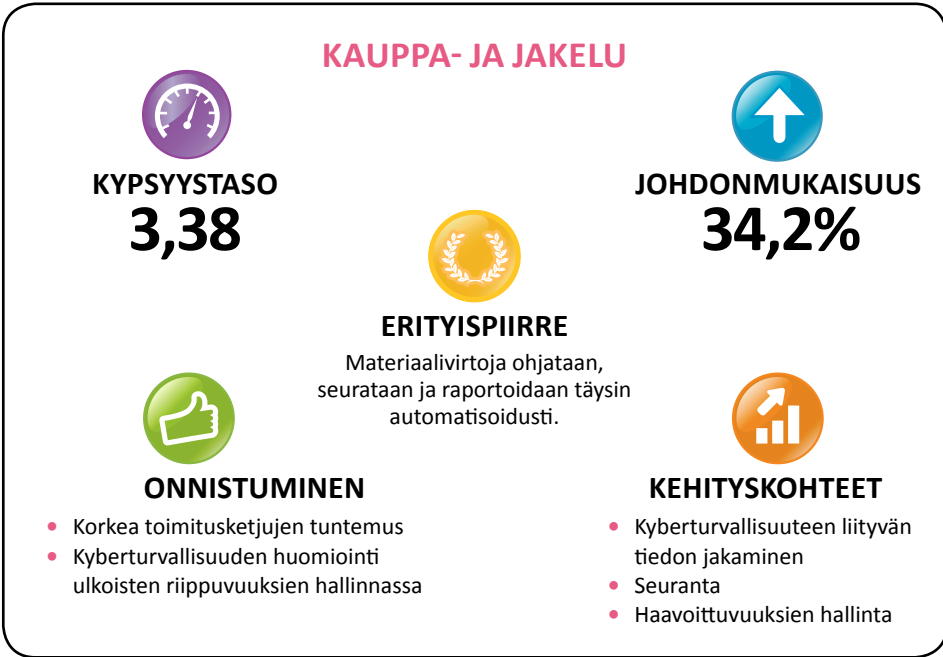 KAUPPA- JA JAKELU
KYPSYYSTASO
3,38
JOHDONMUKAISUUS
34,2%
ERITYISPIIRRE
Materiaalivirtoja ohjataan,
seurataan ja raportoidaan täysin
automatisoidusti.
ONNISTUMINEN
• Korkea toimitusketjujen tuntemus
• Kyberturvallisuuden huomiointi
ulkoisten riippuvuuksien hallinnassa
KEHITYSKOHTEET
• Kyberturvallisuuteen liityvän
tiedon jakaminen
• Seuranta
• Haavoittuvuuksien hallinta